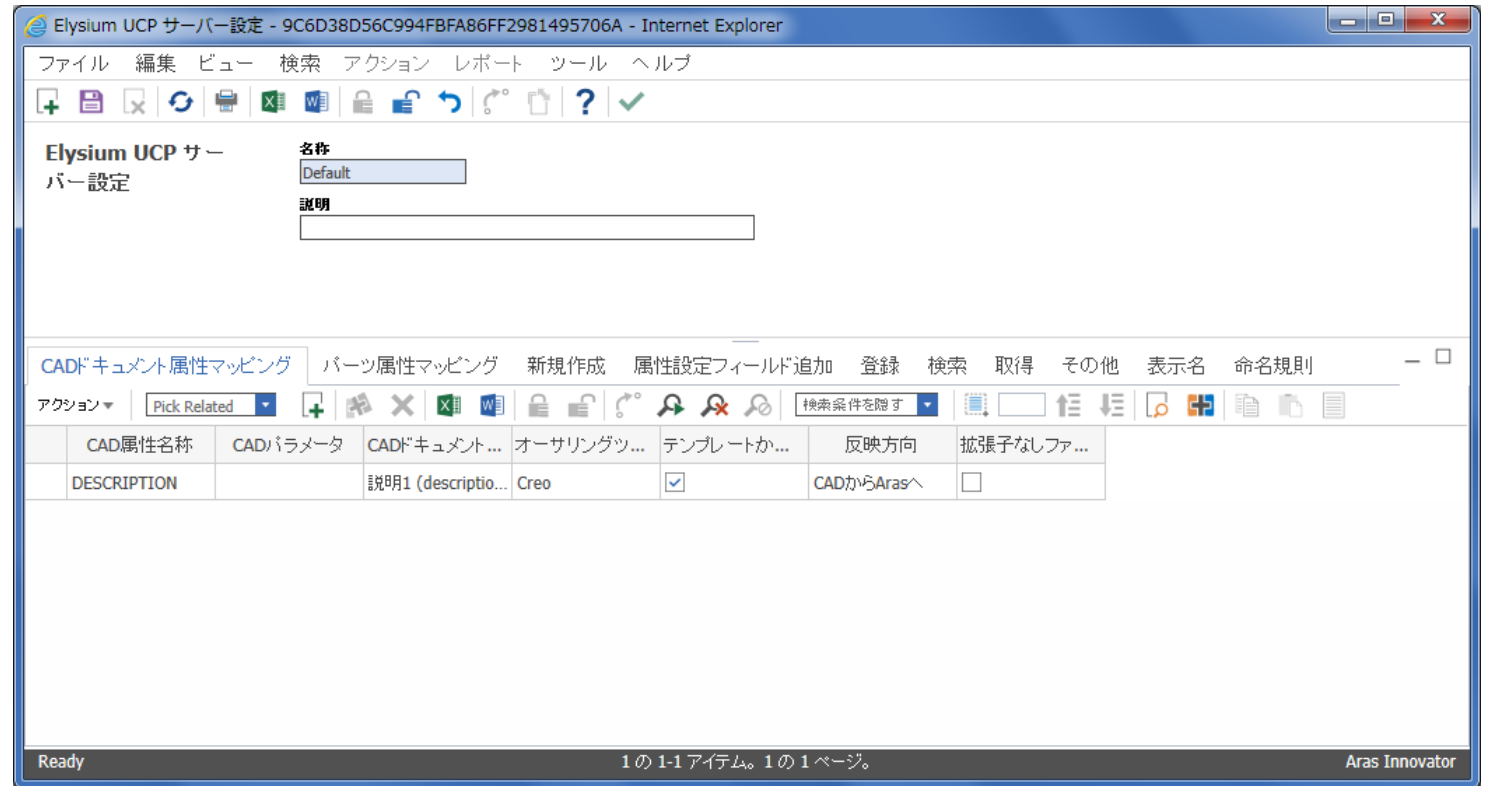 Elysium UCP サーバー設定 - 9C6D38D56C994FBFA86FF2981495706A - Internet Explorer
ファイル 編集 ビュー 検索 アクション レポート ツール ヘルプ
Elysium UCP サー
バー設定
名称
Default
説明
CADドキュメント属性マッピング パーツ属性マッピング 新規作成 属性設定フィールド追加 登録 検索 取得 その他 表示名 命名規則
アクション Pick Related 検索条件を隠す
CAD属性名称 CADパラメータ CADドキュメント... オーサリングツ... テンプレートか... 反映方向 拡張子なしファ...
DESCRIPTION 説明1 (descriptio... Creo CADからArasへ
Ready 1 の 1-1 アイテム。 1 の 1 ページ。 Aras Innovator